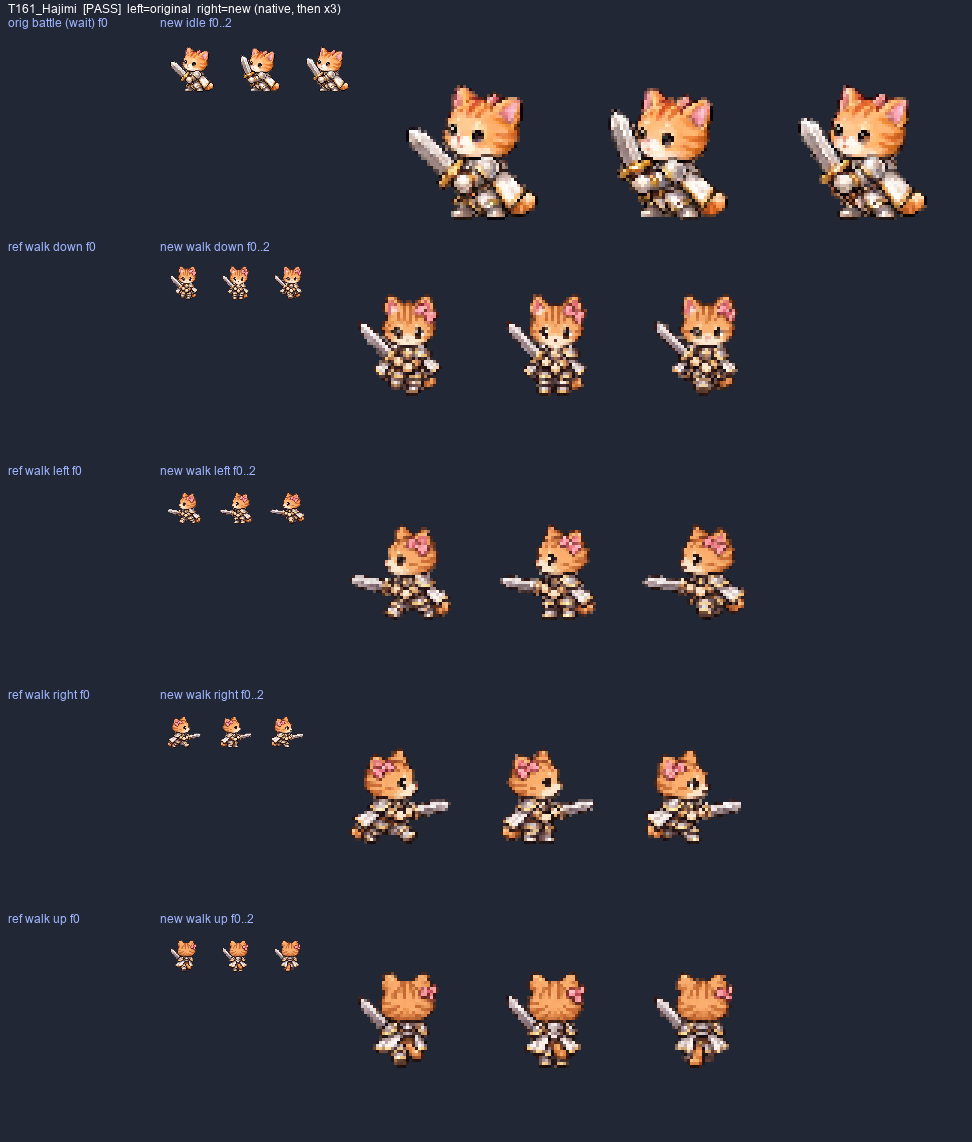 T161_Hajimi  [PASS]  left=original  right=new (native, then x3)
orig battle (wait) f0
new idle f0..2
ref walk down f0
new walk down f0..2
ref walk left f0
new walk left f0..2
ref walk right f0
new walk right f0..2
ref walk up f0
new walk up f0..2